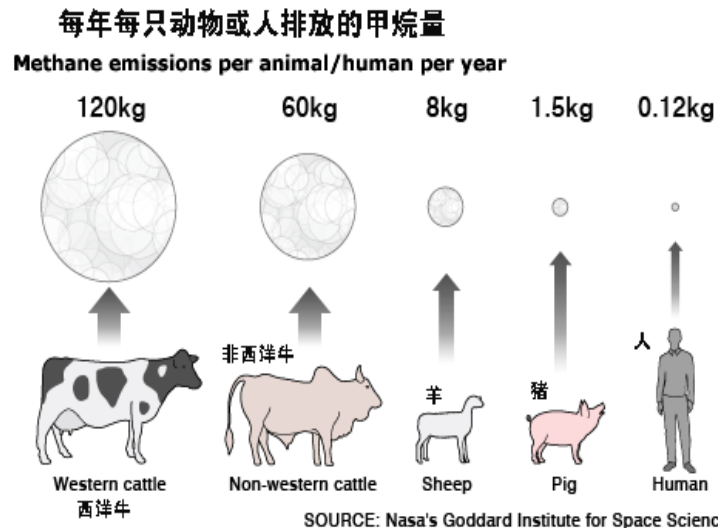 每年每只动物或人排放的甲烷量
Methane emissions per animal/human per year
120kg 60kg 8kg 1.5kg 0.12kg
非西洋牛
人
羊
猪
Western cattle Non-western cattle Sheep Pig Human
西洋牛
SOURCE: Nasa's Goddard Institute for Space Scienc